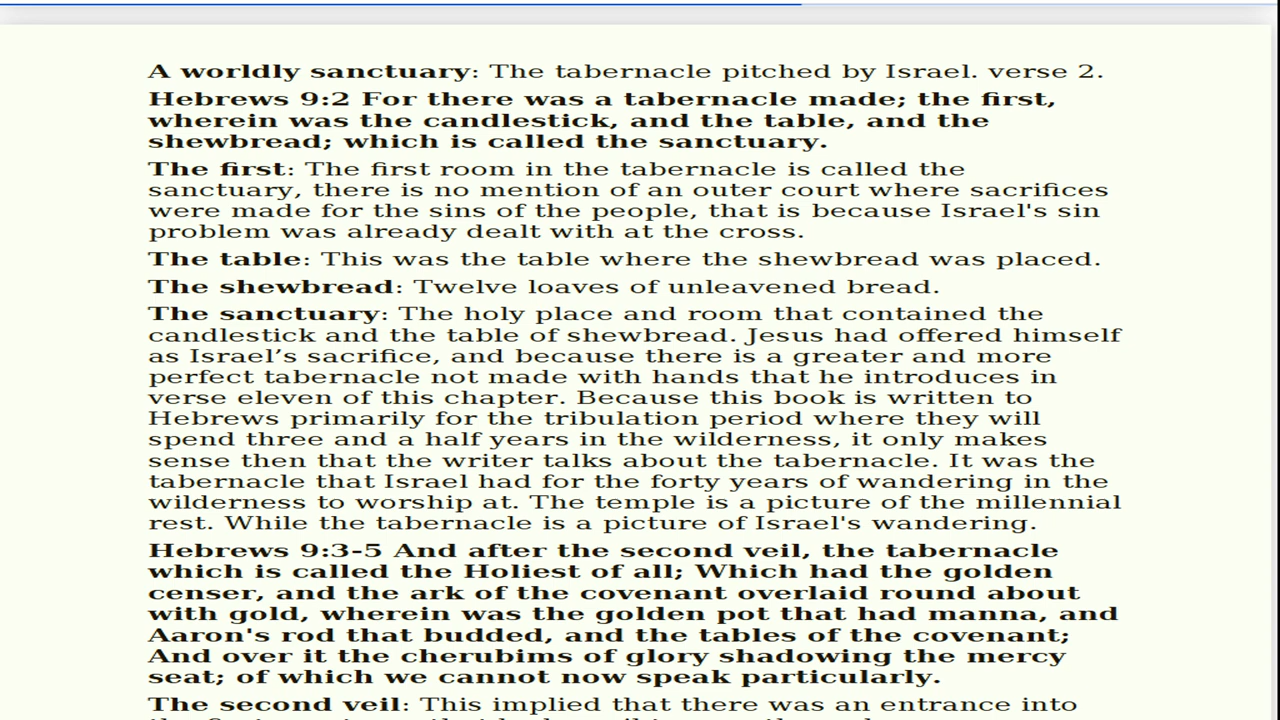 A worldly sanctuary: The tabernacle pitched by Israel. verse 2.
Hebrews 9:2 For there was a tabernacle made; the first,
wherein was the candlestick, and the table, and the
shewbread; which is called the sanctuary.
The first: The first room in the tabernacle is called the
sanctuary, there is no mention of an outer court where sacrifices
were made for the sins of the people, that is because Israel's sin
problem was already dealt with at the cross.
The table: This was the table where the shewbread was placed.
The shewbread: Twelve loaves of unleavened bread.
The sanctuary: The holy place and room that contained the
candlestick and the table of shewbread. Jesus had offered himself
as Israel’s sacrifice, and because there is a greater and more
perfect tabernacle not made with hands that he introduces in
verse eleven of this chapter. Because this book is written to
Hebrews primarily for the tribulation period where they will
spend three and a half years in the wilderness, it only makes
sense then that the writer talks about the tabernacle. It was the
tabernacle that Israel had for the forty years of wandering in the
wilderness to worship at. The temple is a picture of the millennial
rest. While the tabernacle is a picture of Israel's wandering.
Hebrews 9:3-5 And after the second veil, the tabernacle
which is called the Holiest of all; Which had the golden
censer, and the ark of the covenant overlaid round about
with gold, wherein was the golden pot that had manna, and
Aaron's rod that budded, and the tables of the covenant;
And over it the cherubims of glory shadowing the mercy
seat; of which we cannot now speak particularly.
The second veil: This implied that there was an entrance into